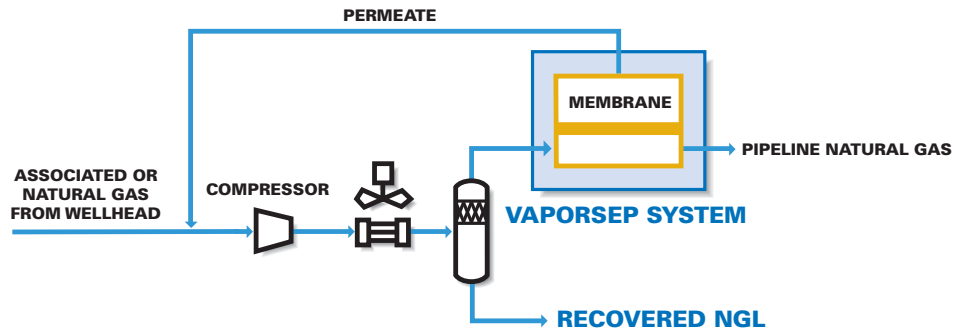 PERMEATE
MEMBRANE
PIPELINE NATURAL GAS
ASSOCIATED OR
NATURAL GAS
FROM WELLHEAD
COMPRESSOR
VAPORSEP SYSTEM
RECOVERED NGL